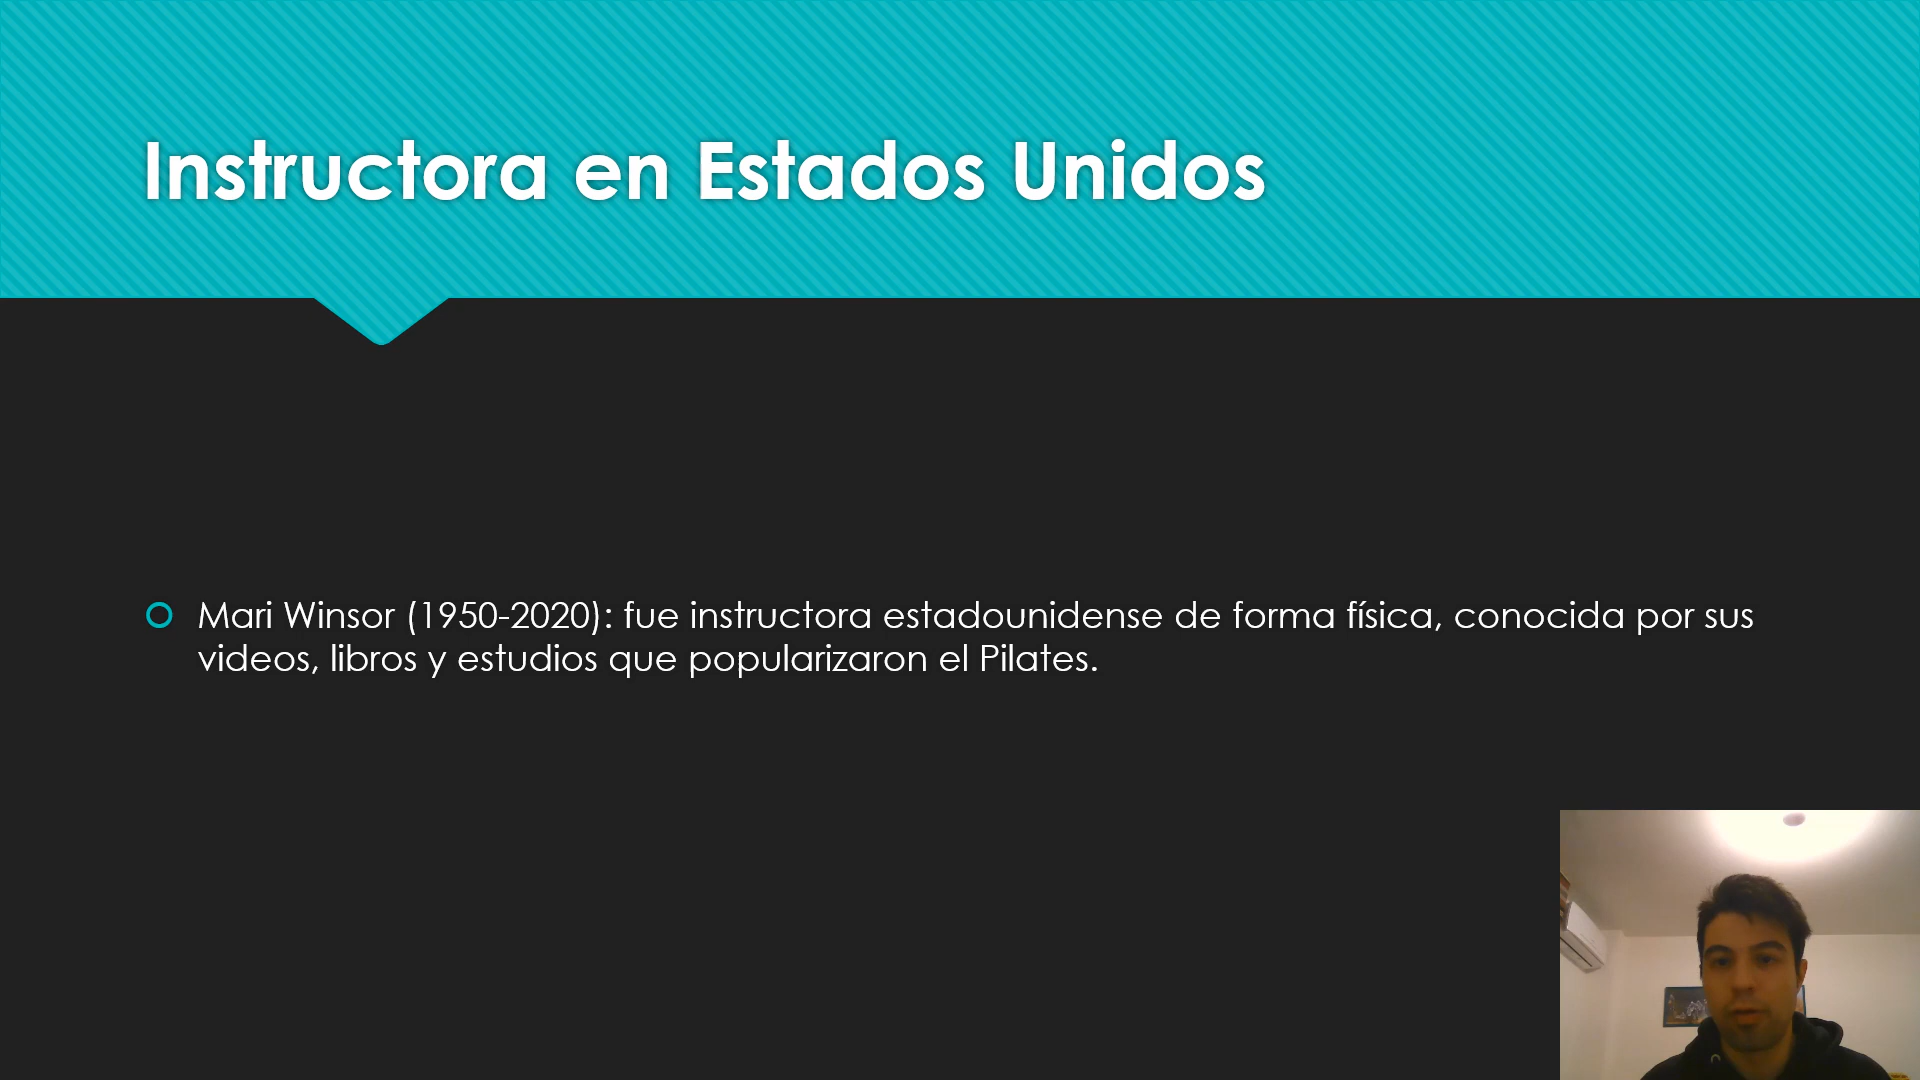 Instructora en Estados Unidos
Mari Winsor (1950-2020): fue instructora estadounidense de forma física, conocida por sus
videos, libros y estudios que popularizaron el Pilates.